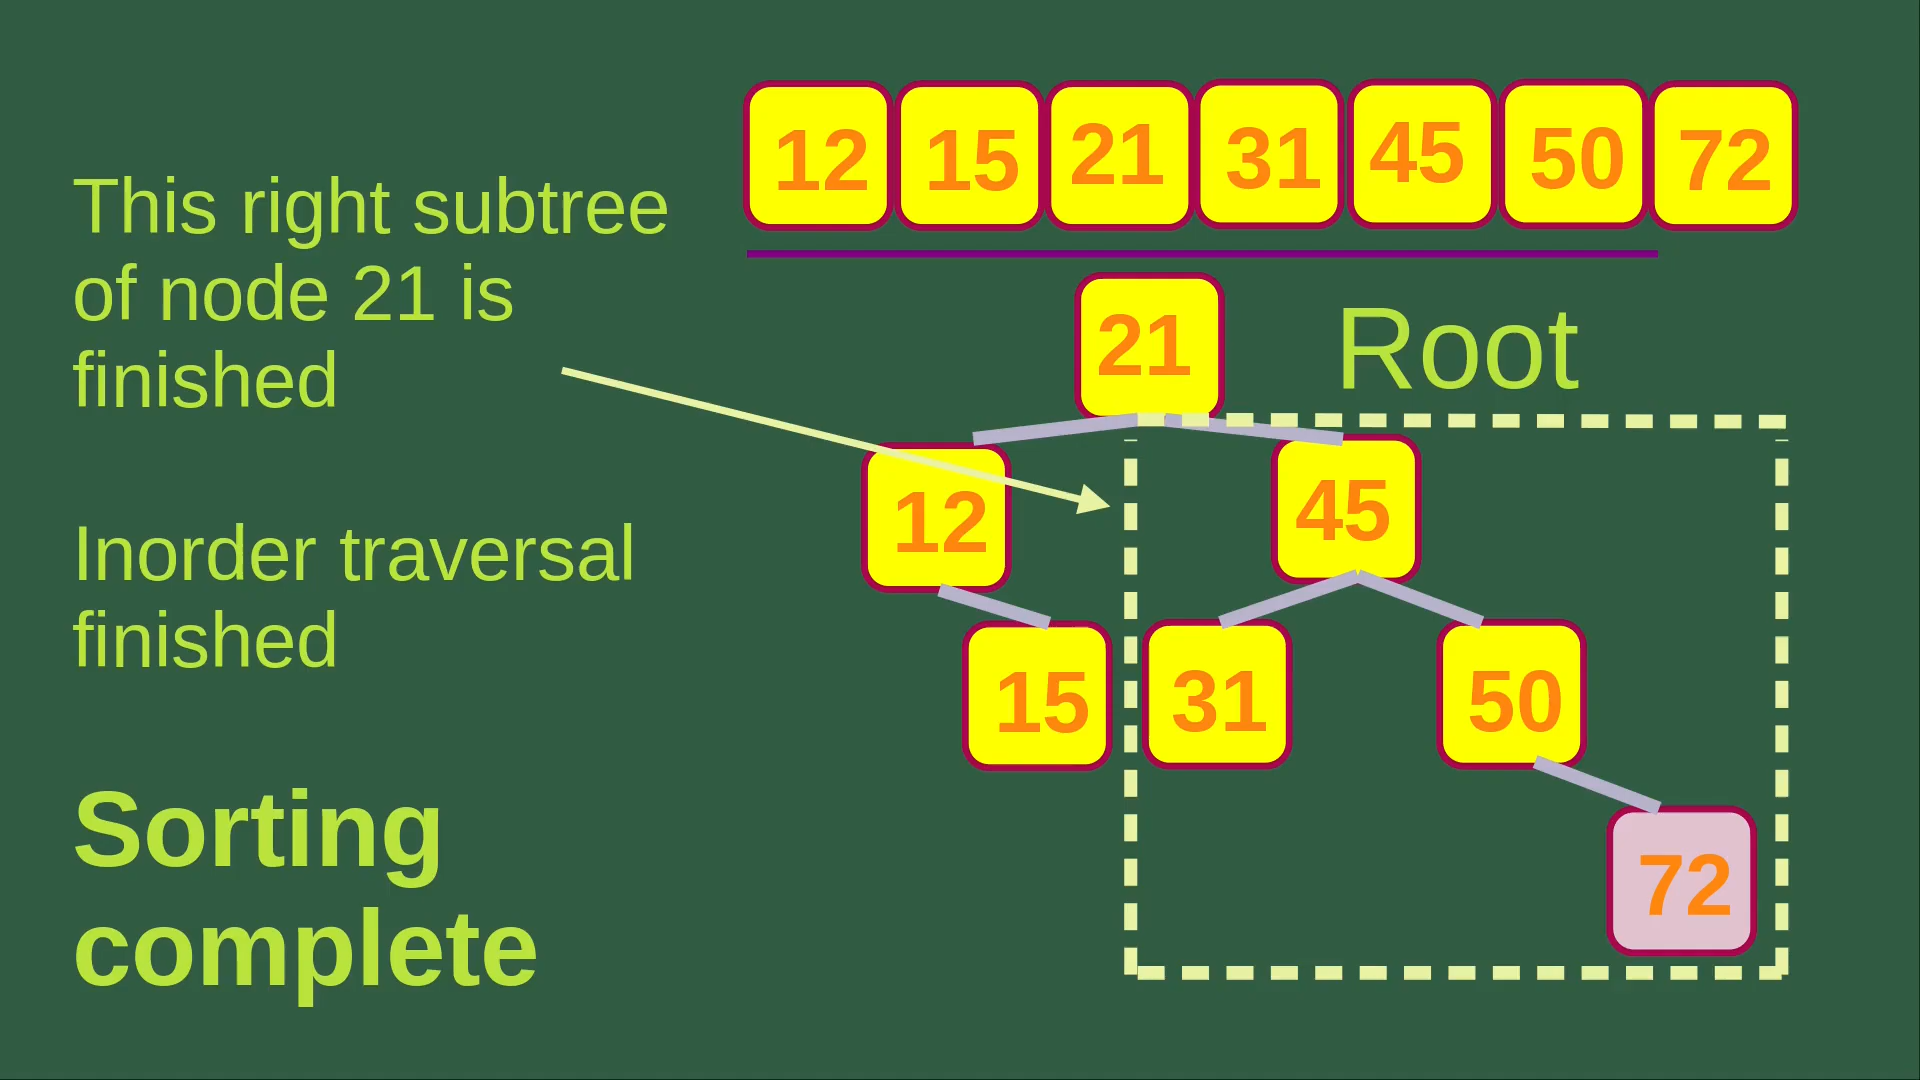 12 15 21 31 45 50 72
This right subtree
of node 21 is
finished
21 Root
12 45
Inorder traversal
finished
15 31 50
Sorting
complete
72